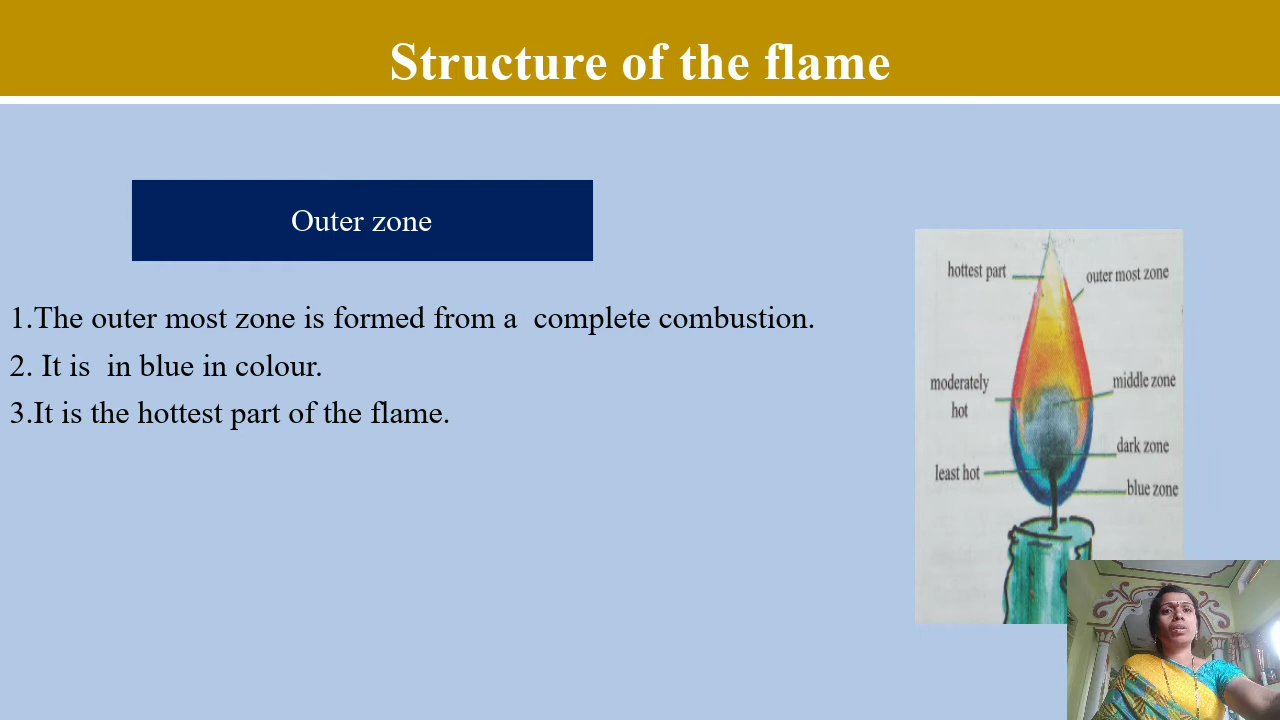 Structure of the flame
Outer zone
1.The outer most zone is formed from a  complete combustion.
2. It is  in blue in colour.
3.It is the hottest part of the flame.
hottest part
outer most zone
moderately
hot
middle zone
dark zone
least hot
blue zone